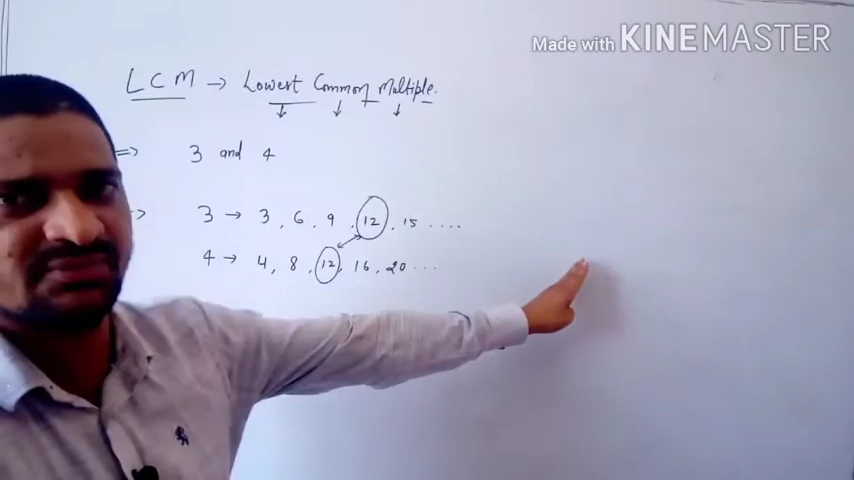 Made with KINEMASTER
LCM → Lowest Common Multiple.
⇒ 3 and 4
→ 3 → 3, 6, 9, 12, 15 ....
4 → 4, 8, 12, 16, 20 ...